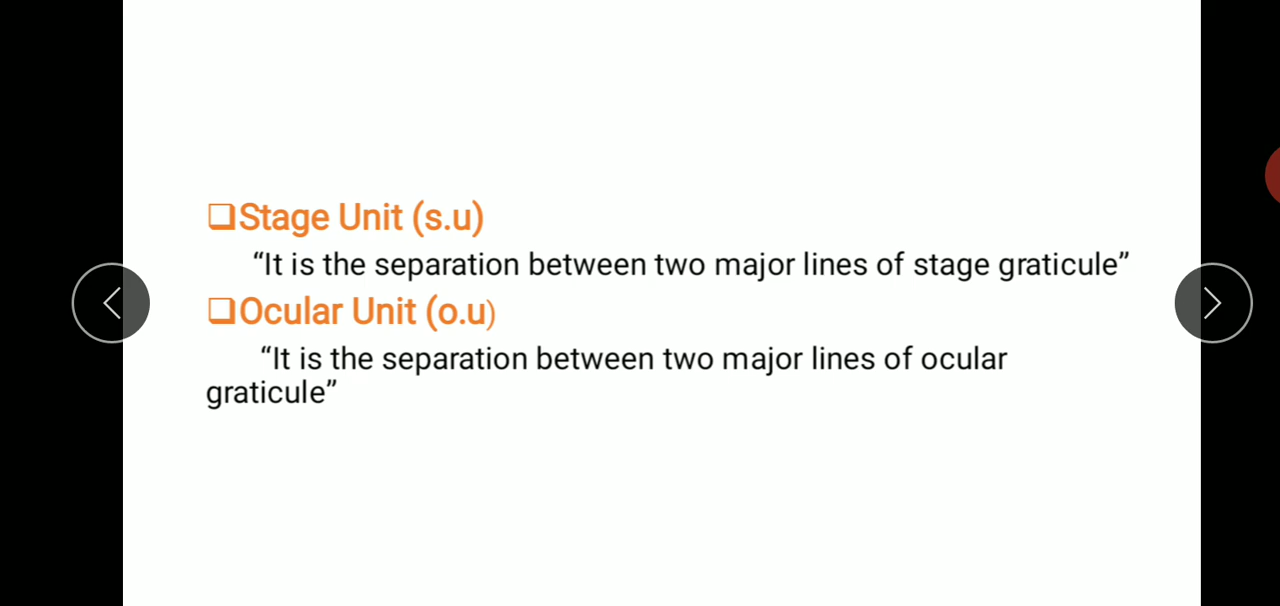 ❑Stage Unit (s.u)
“It is the separation between two major lines of stage graticule”
❑Ocular Unit (o.u)
“It is the separation between two major lines of ocular
graticule”